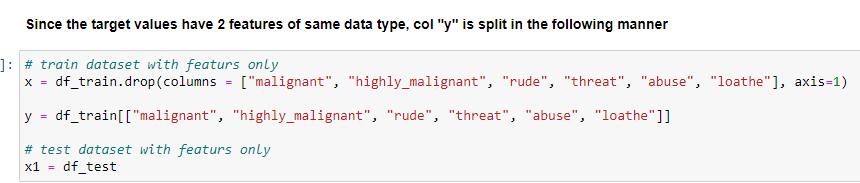 Since the target values have 2 features of same data type, col "y" is split in the following manner
]: # train dataset with featurs only
x = df_train.drop(columns = ["malignant", "highly_malignant", "rude", "threat", "abuse", "loathe"], axis=1)
y = df_train[["malignant", "highly_malignant", "rude", "threat", "abuse", "loathe"]]
# test dataset with featurs only
x1 = df_test